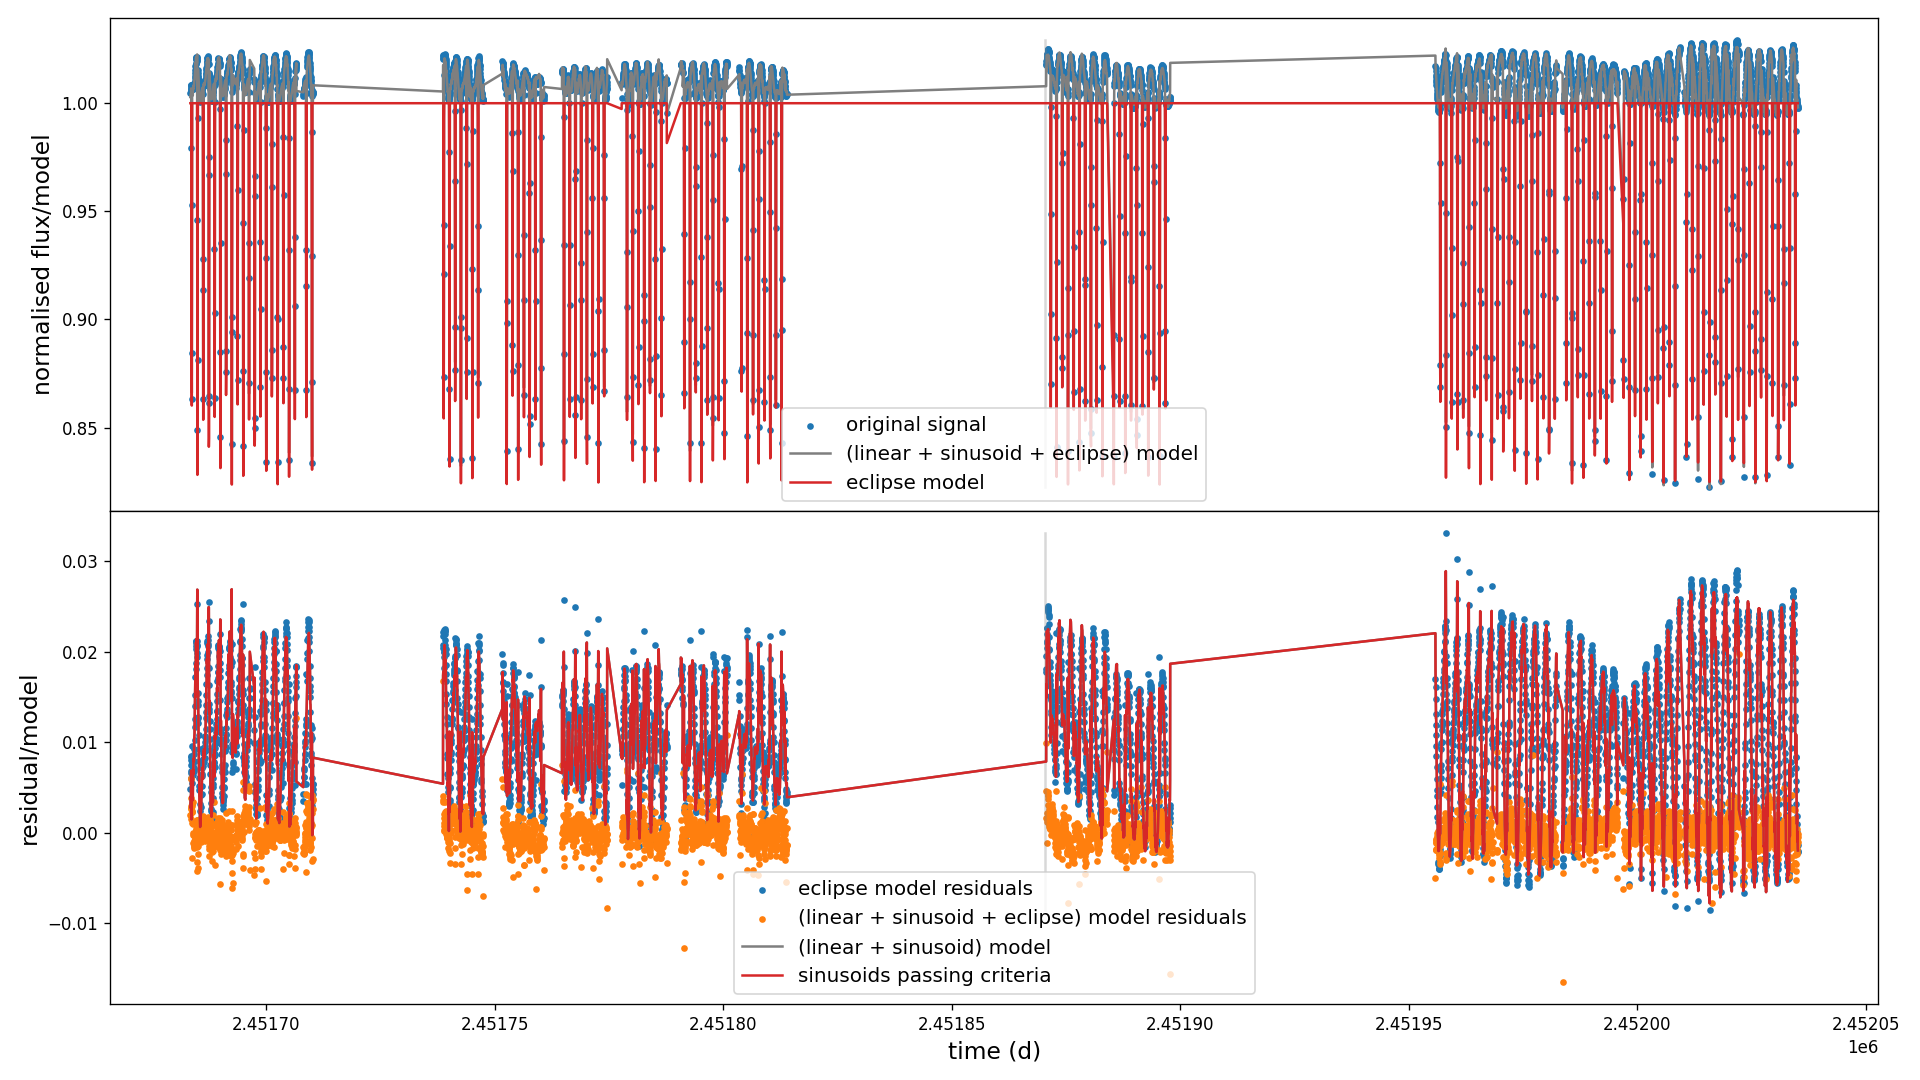 normalised flux/model
1.00
0.95
0.90
0.85
original signal
(linear + sinusoid + eclipse) model
eclipse model
residual/model
0.03
0.02
0.01
0.00
−0.01
eclipse model residuals
(linear + sinusoid + eclipse) model residuals
(linear + sinusoid) model
sinusoids passing criteria
2.45170 2.45175 2.45180 2.45185 2.45190 2.45195 2.45200 2.45205
time (d)
1e6